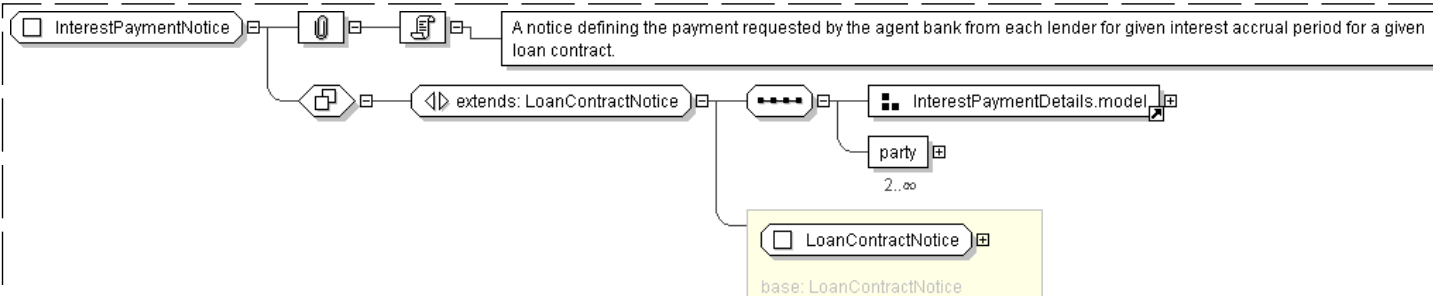 InterestPaymentNotice
A notice defining the payment requested by the agent bank from each lender for given interest accrual period for a given
loan contract.
extends: LoanContractNotice
InterestPaymentDetails.model
party
2..∞
LoanContractNotice
base: LoanContractNotice